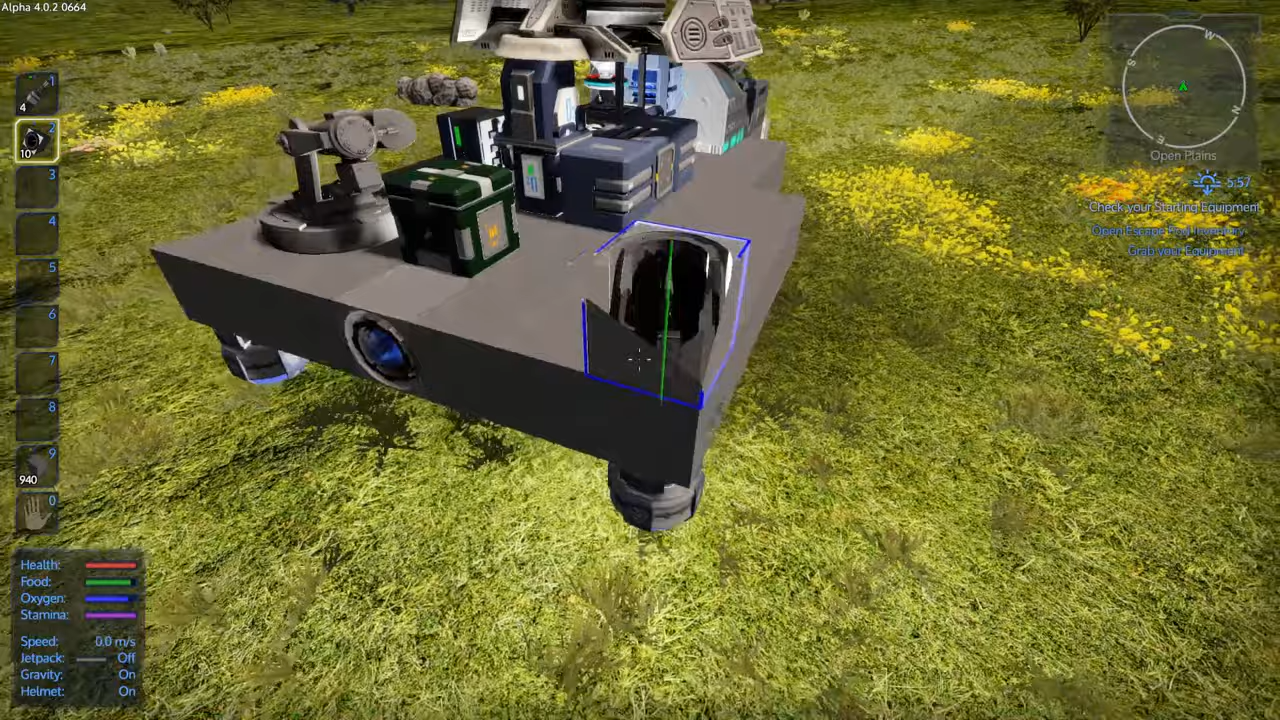 Alpha 4.0.2 0664
1
4
2
10
3
4
5
6
7
8
9
940
0
W
S
N
E
Open Plains
5:57
Check your Starting Equipment
Open Escape Pod Inventory
Grab your Equipment
Health:
Food:
Oxygen:
Stamina:
Speed: 0.0 m/s
Jetpack: Off
Gravity: On
Helmet: On